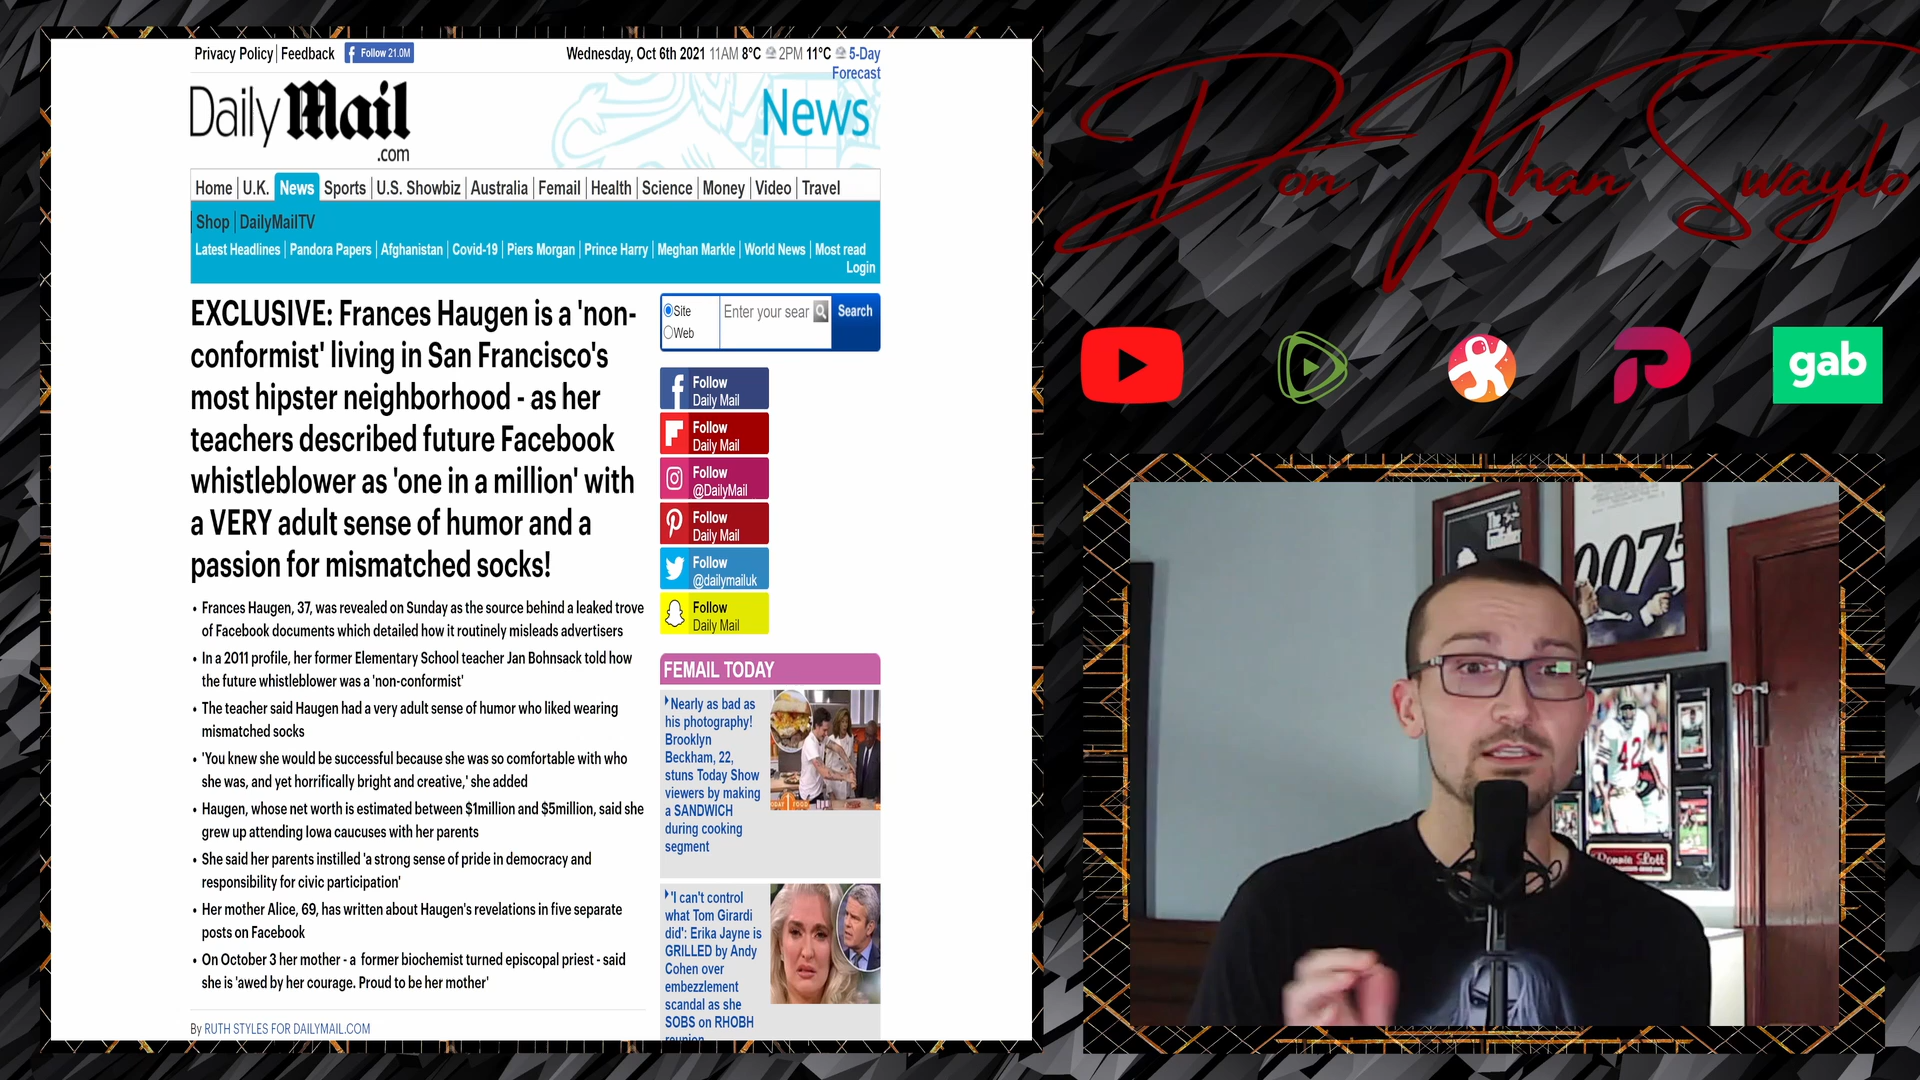 Privacy Policy | Feedback
Follow 21.0M
Wednesday, Oct 6th 2021 11AM 8°C 2PM 11°C 5-Day
Forecast
Daily Mail
.com
News
Home | U.K. | News | Sports | U.S. Showbiz | Australia | Femail | Health | Science | Money | Video | Travel
Shop | DailyMailTV
Latest Headlines | Pandora Papers | Afghanistan | Covid-19 | Piers Morgan | Prince Harry | Meghan Markle | World News | Most read
Login
EXCLUSIVE: Frances Haugen is a 'non-
conformist' living in San Francisco's
most hipster neighborhood - as her
teachers described future Facebook
whistleblower as 'one in a million' with
a VERY adult sense of humor and a
passion for mismatched socks!
• Frances Haugen, 37, was revealed on Sunday as the source behind a leaked trove
of Facebook documents which detailed how it routinely misleads advertisers
• In a 2011 profile, her former Elementary School teacher Jan Bohnsack told how
the future whistleblower was a 'non-conformist'
• The teacher said Haugen had a very adult sense of humor who liked wearing
mismatched socks
• 'You knew she would be successful because she was so comfortable with who
she was, and yet horrifically bright and creative,' she added
• Haugen, whose net worth is estimated between $1million and $5million, said she
grew up attending Iowa caucuses with her parents
• She said her parents instilled 'a strong sense of pride in democracy and
responsibility for civic participation'
• Her mother Alice, 69, has written about Haugen's revelations in five separate
posts on Facebook
• On October 3 her mother - a former biochemist turned episcopal priest - said
she is 'awed by her courage. Proud to be her mother'
By RUTH STYLES FOR DAILYMAIL.COM
Site
Web
Enter your sear
Search
Follow
Daily Mail
Follow
Daily Mail
Follow
@DailyMail
Follow
Daily Mail
Follow
@dailymailuk
Follow
Daily Mail
FEMAIL TODAY
Nearly as bad as
his photography!
Brooklyn
Beckham, 22,
stuns Today Show
viewers by making
a SANDWICH
during cooking
segment
'I can't control
what Tom Girardi
did': Erika Jayne is
GRILLED by Andy
Cohen over
embezzlement
scandal as she
SOBS on RHOBH
reunion
Don Khan Swaylo
gab
The
Godfather
007
42
Ronnie Lott